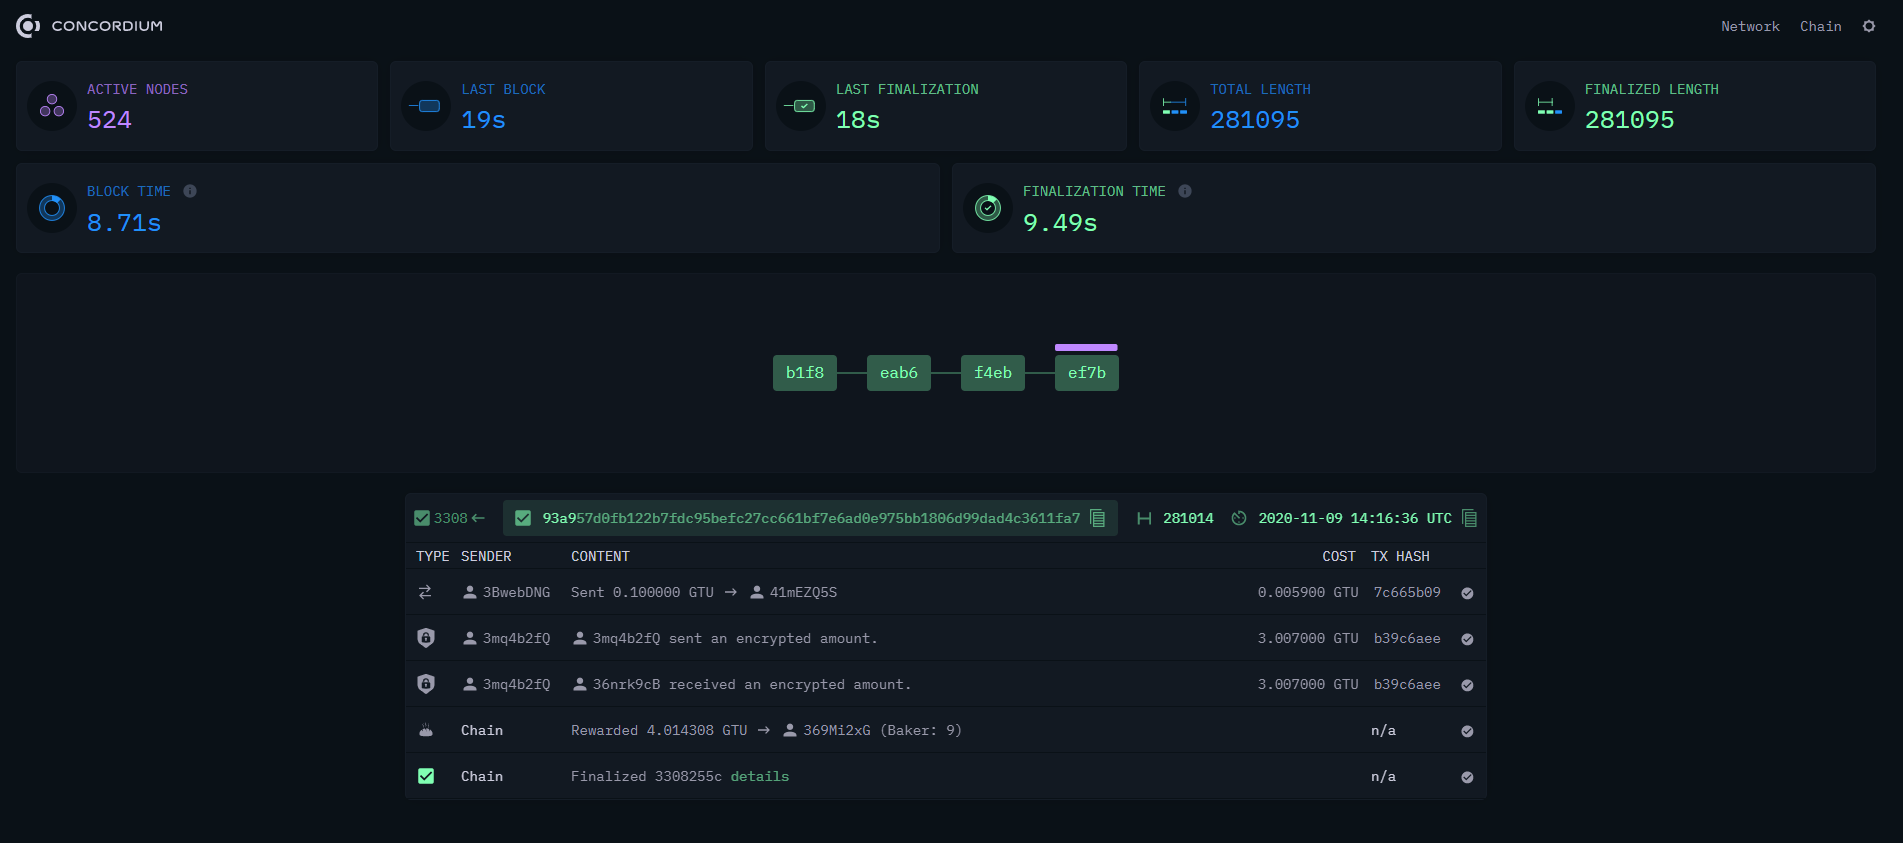 CONCORDIUM
Network Chain
ACTIVE NODES
524
LAST BLOCK
19s
LAST FINALIZATION
18s
TOTAL LENGTH
281095
FINALIZED LENGTH
281095
BLOCK TIME
8.71s
FINALIZATION TIME
9.49s
b1f8 eab6 f4eb ef7b
3308← 93a957d0fb122b7fdc95befc27cc661bf7e6ad0e975bb1806d99dad4c3611fa7 281014 2020-11-09 14:16:36 UTC
TYPE SENDER CONTENT COST TX HASH
3BwebDNG Sent 0.100000 GTU → 41mEZQ5S 0.005900 GTU 7c665b09
3mq4b2fQ 3mq4b2fQ sent an encrypted amount. 3.007000 GTU b39c6aee
3mq4b2fQ 36nrk9cB received an encrypted amount. 3.007000 GTU b39c6aee
Chain Rewarded 4.014308 GTU → 369Mi2xG (Baker: 9) n/a
Chain Finalized 3308255c details n/a